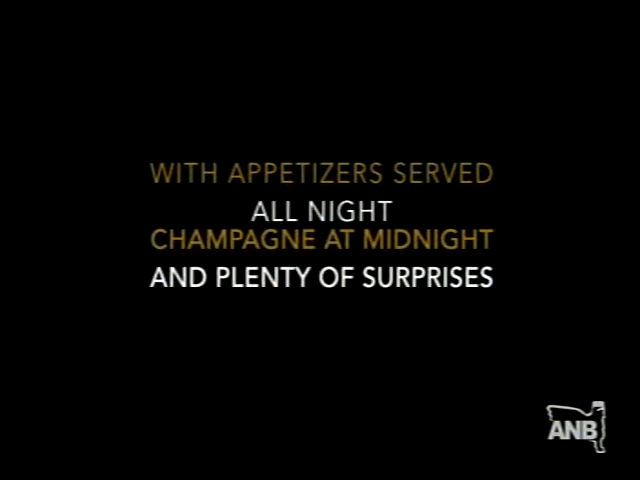 WITH APPETIZERS SERVED
ALL NIGHT
CHAMPAGNE AT MIDNIGHT
AND PLENTY OF SURPRISES
ANB